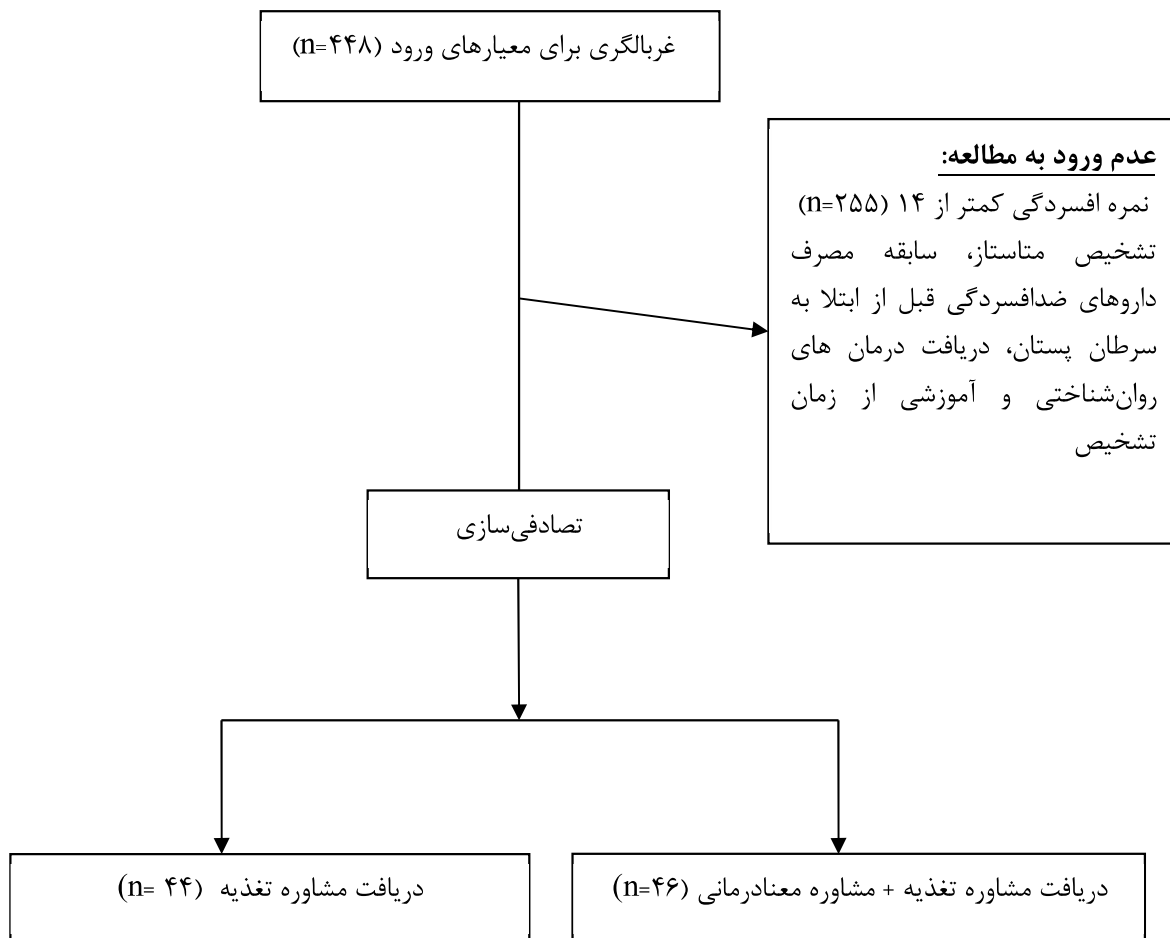 غربالگری برای معیارهای ورود (n=۴۴۸)
عدم ورود به مطالعه:
نمره افسردگی کمتر از ۱۴ (n=۲۵۵)
تشخیص متاستاز، سابقه مصرف
داروهای ضدافسردگی قبل از ابتلا به
سرطان پستان، دریافت درمان های
روان‌شناختی و آموزشی از زمان
تشخیص
تصادفی‌سازی
دریافت مشاوره تغذیه + مشاوره معنادرمانی (n=۴۶)
دریافت مشاوره تغذیه (n= ۴۴)